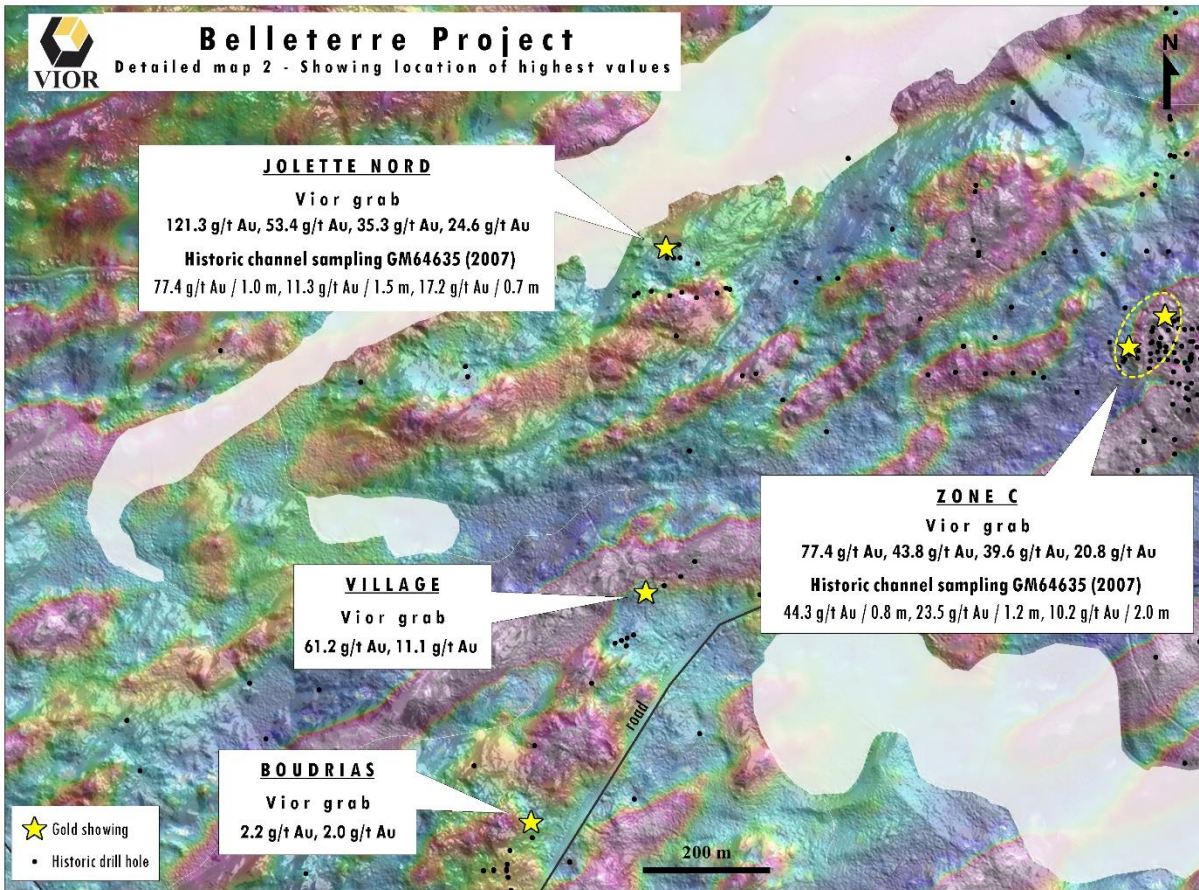 VIOR
Belleterre Project
Detailed map 2 - Showing location of highest values
N
JOLETTE NORD
Vior grab
121.3 g/t Au, 53.4 g/t Au, 35.3 g/t Au, 24.6 g/t Au
Historic channel sampling GM64635 (2007)
77.4 g/t Au / 1.0 m, 11.3 g/t Au / 1.5 m, 17.2 g/t Au / 0.7 m
ZONE C
Vior grab
77.4 g/t Au, 43.8 g/t Au, 39.6 g/t Au, 20.8 g/t Au
Historic channel sampling GM64635 (2007)
44.3 g/t Au / 0.8 m, 23.5 g/t Au / 1.2 m, 10.2 g/t Au / 2.0 m
VILLAGE
Vior grab
61.2 g/t Au, 11.1 g/t Au
road
BOUDRIAS
Vior grab
2.2 g/t Au, 2.0 g/t Au
Gold showing
Historic drill hole
200 m